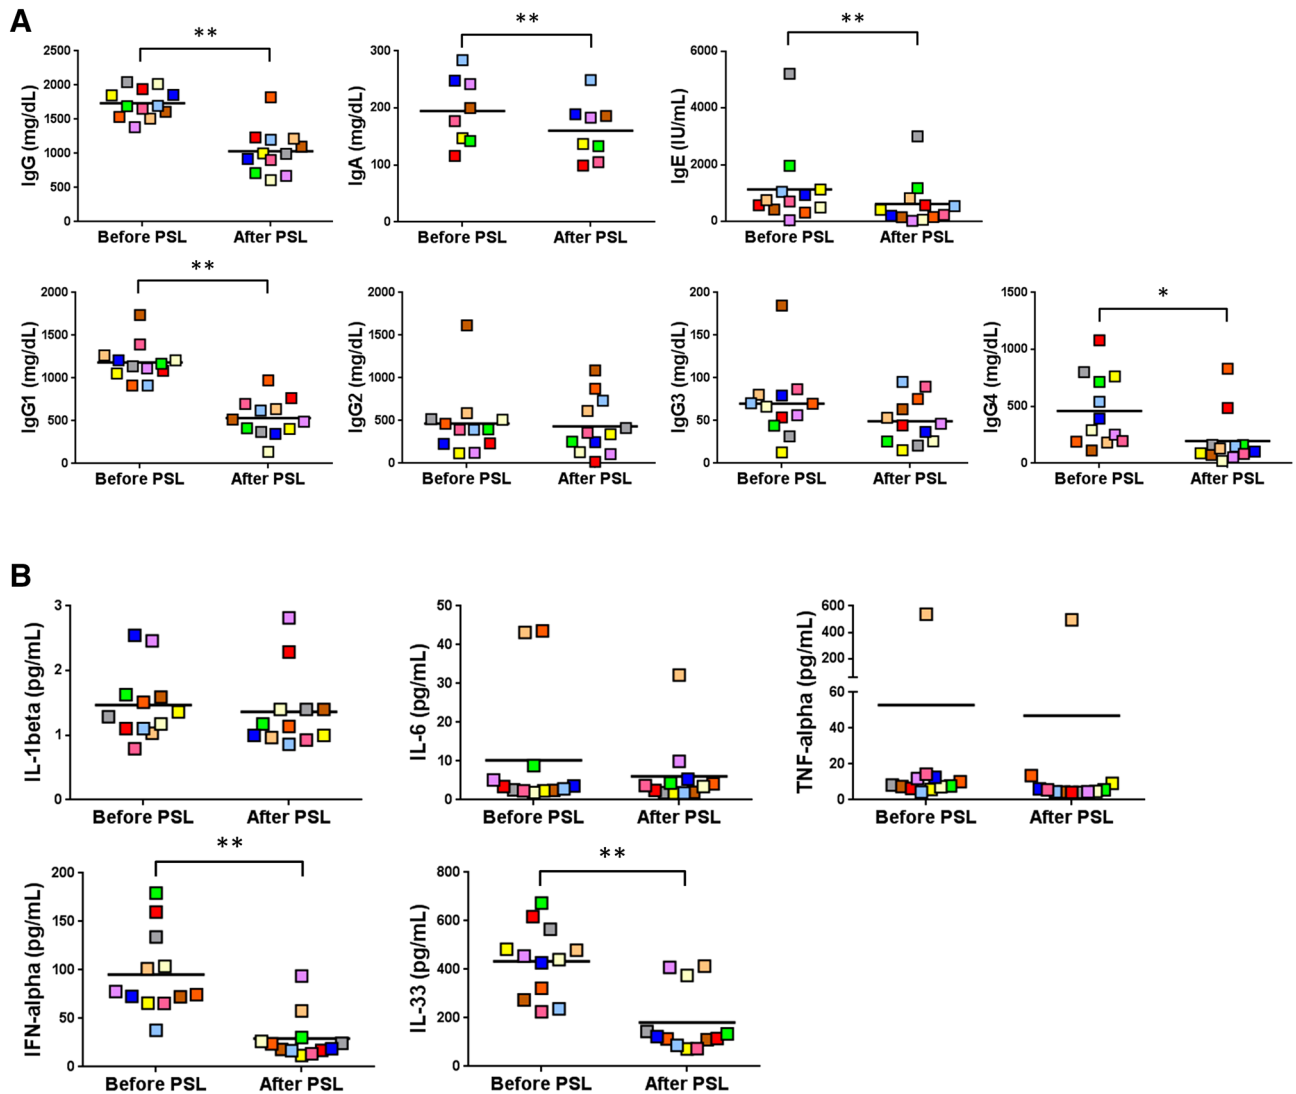 A
**
**
**
IgG (mg/dL)
2500
2000
1500
1000
500
0
Before PSL
After PSL
IgA (mg/dL)
300
200
100
0
Before PSL
After PSL
IgE (IU/mL)
6000
4000
2000
0
Before PSL
After PSL
**
IgG1 (mg/dL)
2000
1500
1000
500
0
Before PSL
After PSL
IgG2 (mg/dL)
2000
1500
1000
500
0
Before PSL
After PSL
IgG3 (mg/dL)
200
150
100
50
0
Before PSL
After PSL
*
IgG4 (mg/dL)
1500
1000
500
0
Before PSL
After PSL
B
IL-1beta (pg/mL)
3
2
1
0
Before PSL
After PSL
IL-6 (pg/mL)
50
40
30
20
10
0
Before PSL
After PSL
TNF-alpha (pg/mL)
600
400
200
60
40
20
0
Before PSL
After PSL
**
IFN-alpha (pg/mL)
200
150
100
50
0
Before PSL
After PSL
**
IL-33 (pg/mL)
800
600
400
200
0
Before PSL
After PSL